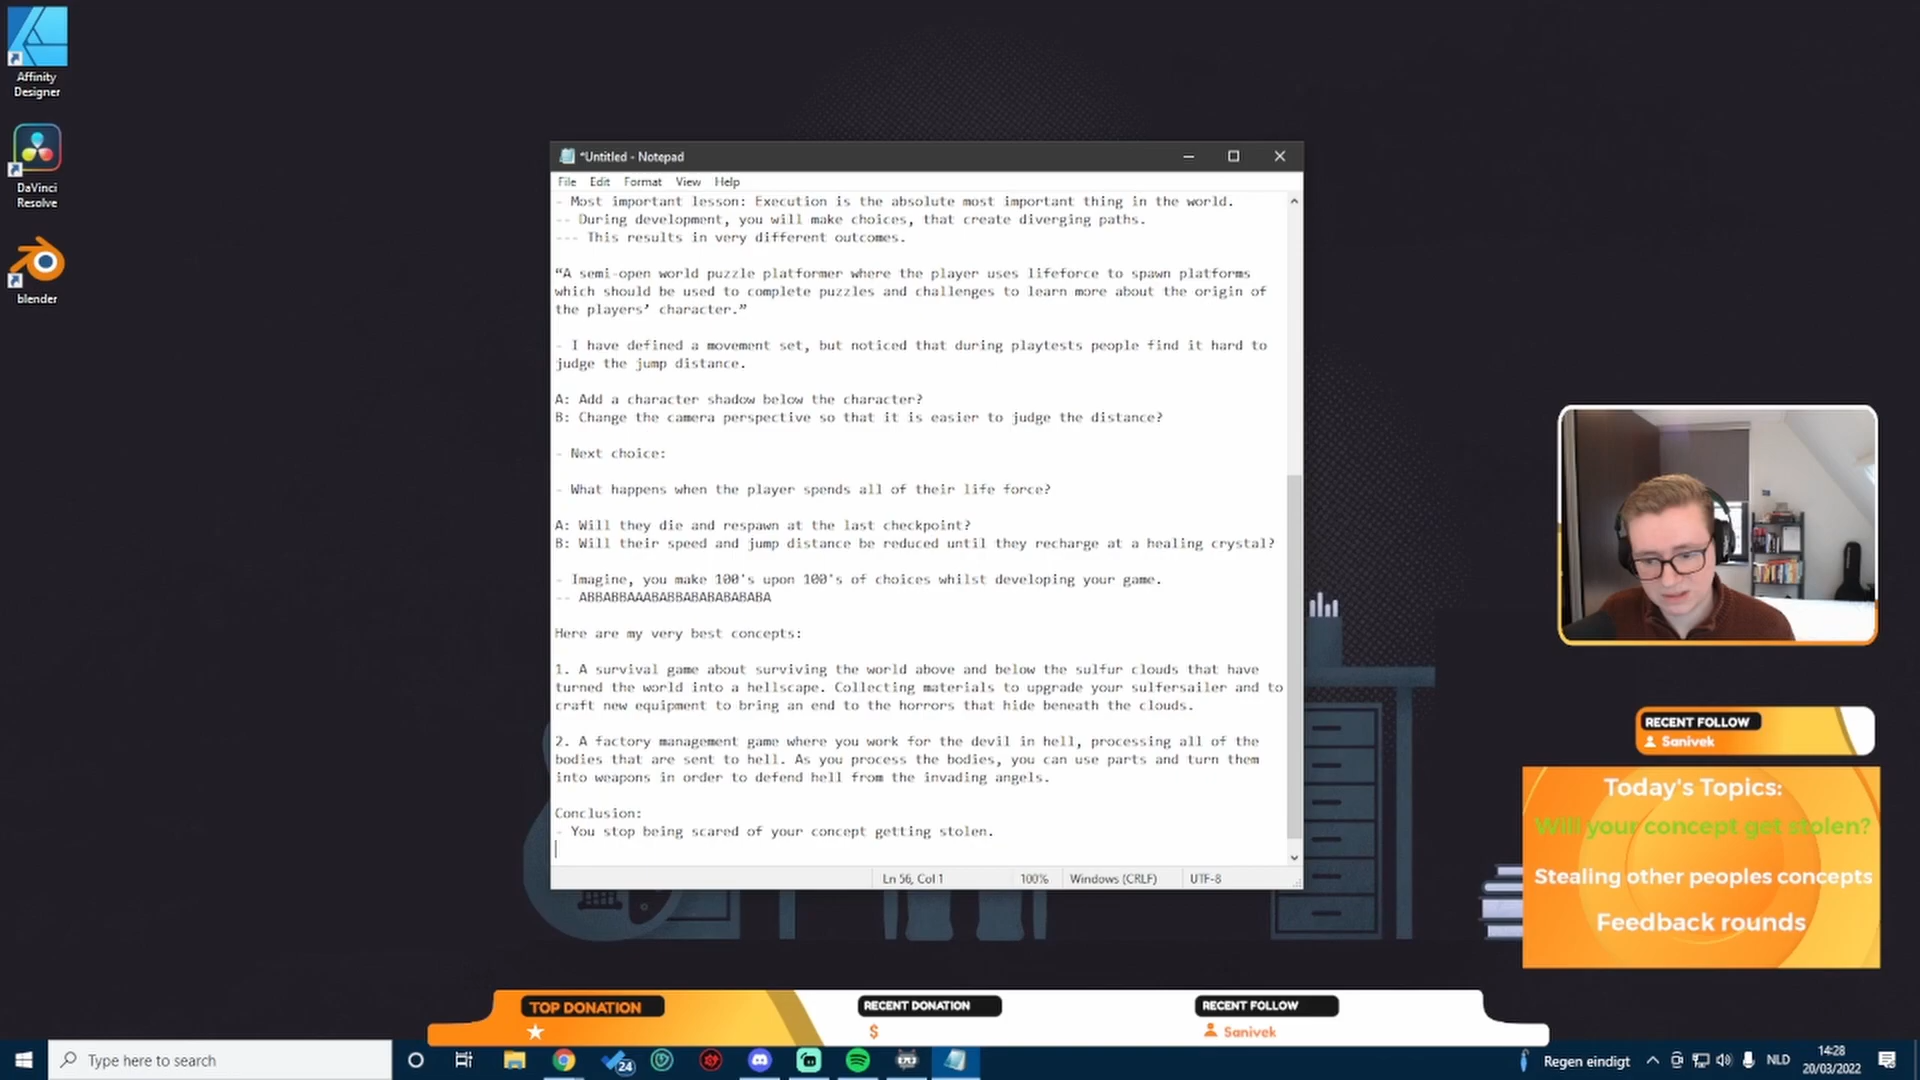 Affinity
Designer
DaVinci
Resolve
blender
*Untitled - Notepad
File Edit Format View Help
- Most important lesson: Execution is the absolute most important thing in the world.
-- During development, you will make choices, that create diverging paths.
--- This results in very different outcomes.
“A semi-open world puzzle platformer where the player uses lifeforce to spawn platforms
which should be used to complete puzzles and challenges to learn more about the origin of
the players’ character.”
- I have defined a movement set, but noticed that during playtests people find it hard to
judge the jump distance.
A: Add a character shadow below the character?
B: Change the camera perspective so that it is easier to judge the distance?
- Next choice:
- What happens when the player spends all of their life force?
A: Will they die and respawn at the last checkpoint?
B: Will their speed and jump distance be reduced until they recharge at a healing crystal?
- Imagine, you make 100's upon 100's of choices whilst developing your game.
-- ABBABBAAABABBABABABABABA
Here are my very best concepts:
1. A survival game about surviving the world above and below the sulfur clouds that have
turned the world into a hellscape. Collecting materials to upgrade your sulfersailer and to
craft new equipment to bring an end to the horrors that hide beneath the clouds.
2. A factory management game where you work for the devil in hell, processing all of the
bodies that are sent to hell. As you process the bodies, you can use parts and turn them
into weapons in order to defend hell from the invading angels.
Conclusion:
- You stop being scared of your concept getting stolen.
Ln 56, Col 1 100% Windows (CRLF) UTF-8
RECENT FOLLOW
Sanivek
Today's Topics:
Will your concept get stolen?
Stealing other peoples concepts
Feedback rounds
TOP DONATION
RECENT DONATION
$
RECENT FOLLOW
Sanivek
Type here to search
24
Regen eindigt
NLD
14:28
20/03/2022